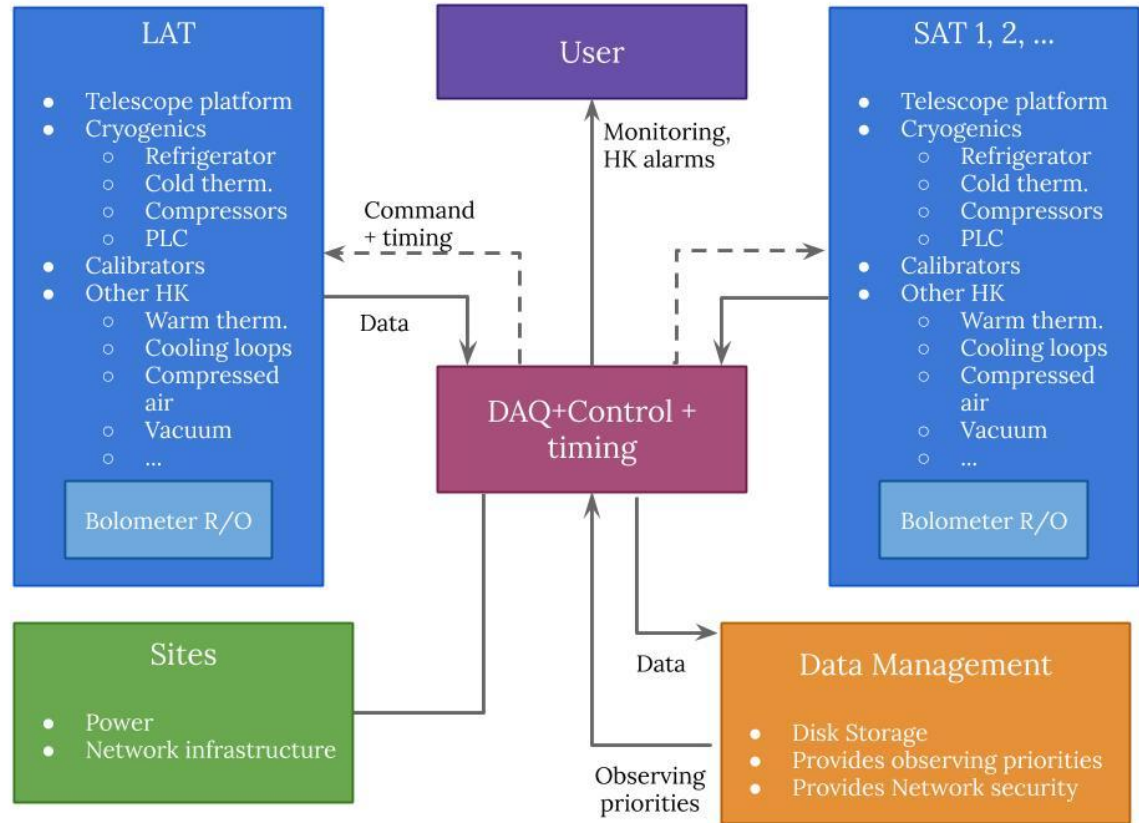 LAT
Telescope platform
Cryogenics
Refrigerator
Cold therm.
Compressors
PLC
Calibrators
Other HK
Warm therm.
Cooling loops
Compressed
air
Vacuum
...
Bolometer R/O
User
Monitoring,
HK alarms
Command
+ timing
Data
DAQ+Control +
timing
SAT 1, 2, ...
Telescope platform
Cryogenics
Refrigerator
Cold therm.
Compressors
PLC
Calibrators
Other HK
Warm therm.
Cooling loops
Compressed
air
Vacuum
...
Bolometer R/O
Sites
Power
Network infrastructure
Data
Observing
priorities
Data Management
Disk Storage
Provides observing priorities
Provides Network security